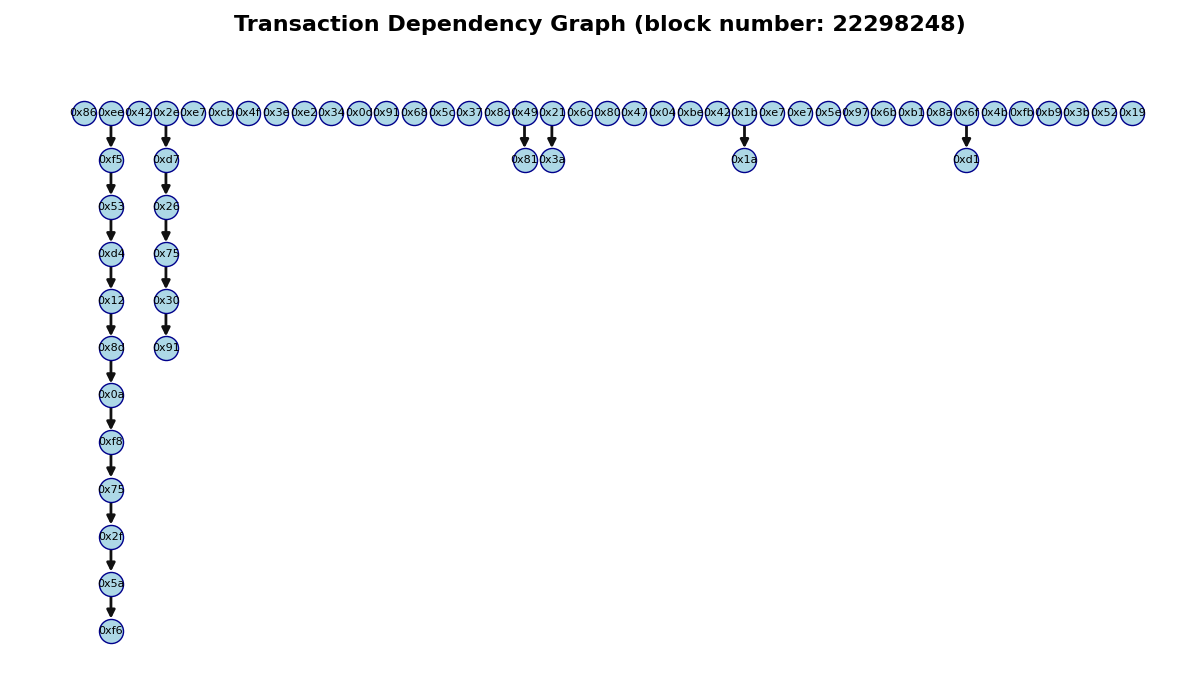 Transaction Dependency Graph (block number: 22298248)
0x86 0xee 0x42 0x2e 0xe7 0xcb 0x4f 0x3e 0xe2 0x34 0x0c 0x91 0x68 0x5c 0x37 0x8c 0x49 0x21 0x6c 0x80 0x47 0x04 0xbe 0x42 0x1b 0xe7 0xe7 0x5e 0x97 0x6b 0xb1 0x8a 0x6f 0x4b 0xfb 0xb9 0x3b 0x52 0x19
0xf5 0xd7 0x81 0x3a 0x1a 0xd1
0x53 0x26
0xd4 0x75
0x12 0x30
0x8d 0x91
0x0a
0xf8
0x75
0x2f
0x5a
0xf6